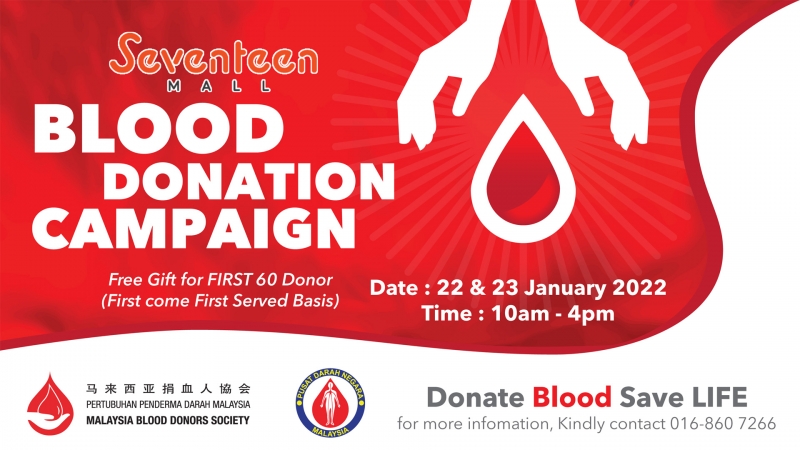 Seventeen
MALL
BLOOD
DONATION
CAMPAIGN
Free Gift for FIRST 60 Donor
(First come First Served Basis)
Date : 22 & 23 January 2022
Time : 10am - 4pm
马来西亚捐血人協会
PERTUBUHAN PENDERMA DARAH MALAYSIA
MALAYSIA BLOOD DONORS SOCIETY
PUSAT DARAH NEGARA
MALAYSIA
Donate Blood Save LIFE
for more infomation, Kindly contact 016-860 7266